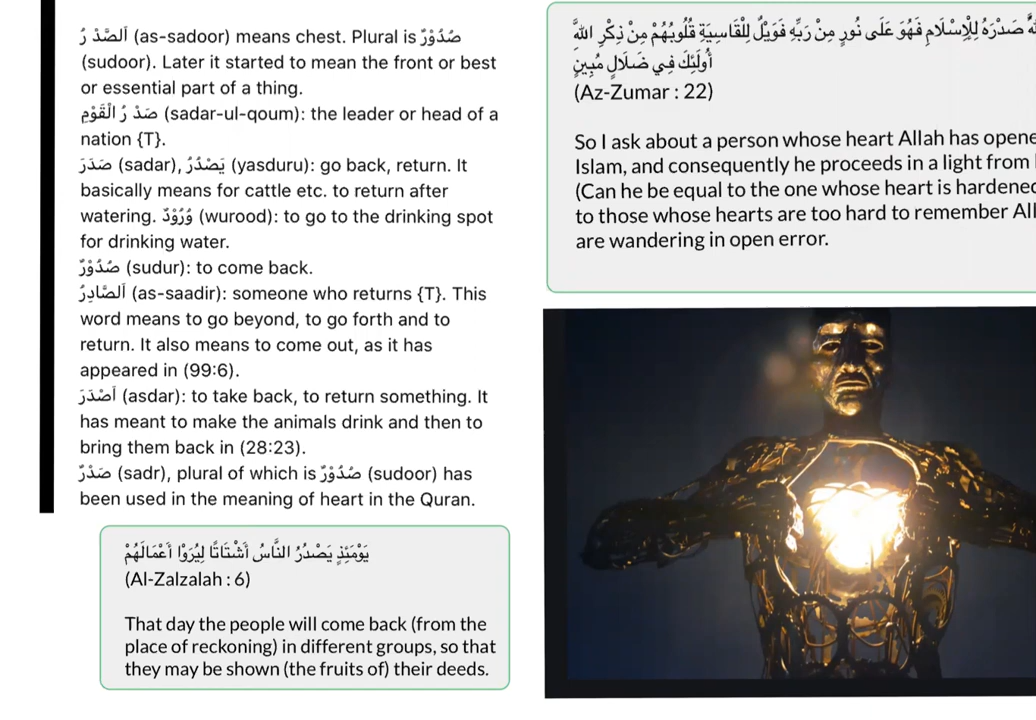 اَلصَّدْ رُ (as-sadoor) means chest. Plural is صُدُوْرٌ
(sudoor). Later it started to mean the front or best
or essential part of a thing.
صَدْ رُ الْقَوْمِ (sadar-ul-qoum): the leader or head of a
nation {T}.
صَدَرَ (sadar), يَصْدُرُ (yasduru): go back, return. It
basically means for cattle etc. to return after
watering. وُرُوْدٌ (wurood): to go to the drinking spot
for drinking water.
صُدُوْرٌ (sudur): to come back.
اَلصَّادِرُ (as-saadir): someone who returns {T}. This
word means to go beyond, to go forth and to
return. It also means to come out, as it has
appeared in (99:6).
اَصْدَرَ (asdar): to take back, to return something. It
has meant to make the animals drink and then to
bring them back in (28:23).
صَدْرٌ (sadr), plural of which is صُدُوْرٌ (sudoor) has
been used in the meaning of heart in the Quran.
يَوْمَئِذٍ يَصْدُرُ النَّاسُ أَشْتَاتًا لِيُرَوْا أَعْمَالَهُمْ
(Al-Zalzalah : 6)
That day the people will come back (from the
place of reckoning) in different groups, so that
they may be shown (the fruits of) their deeds.
صَدْرَهُ لِلْإِسْلَامِ فَهُوَ عَلَى نُورٍ مِنْ رَبِّهِ فَوَيْلٌ لِلْقَاسِيَةِ قُلُوبُهُمْ مِنْ ذِكْرِ اللَّهِ
أُولَئِكَ فِي ضَلَالٍ مُبِينٍ
(Az-Zumar : 22)
So I ask about a person whose heart Allah has opene
Islam, and consequently he proceeds in a light from
(Can he be equal to the one whose heart is hardened
to those whose hearts are too hard to remember All
are wandering in open error.